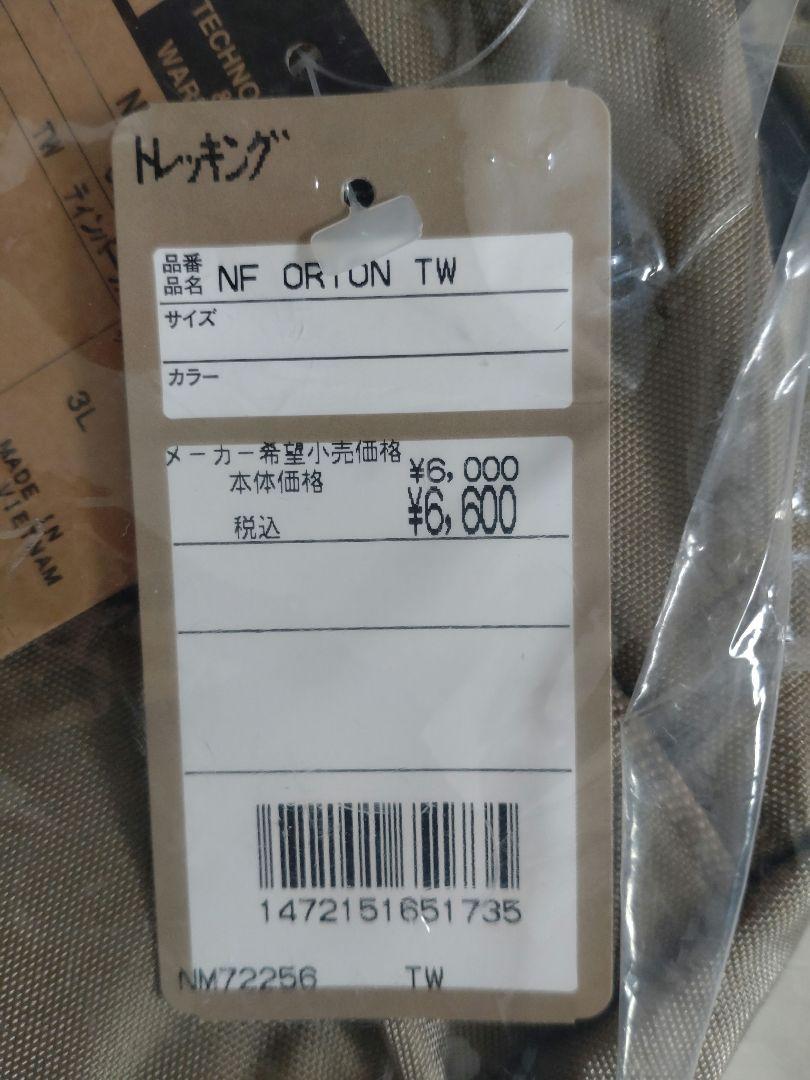 TECHNO
&
WAR
TW
3L
MADE IN
VIETNAM
トレッキング
品番
品名 NF ORION TW
サイズ
カラー
メーカー希望小売価格
本体価格 ¥6,000
税込 ¥6,600
1472151651735
NM72256 TW